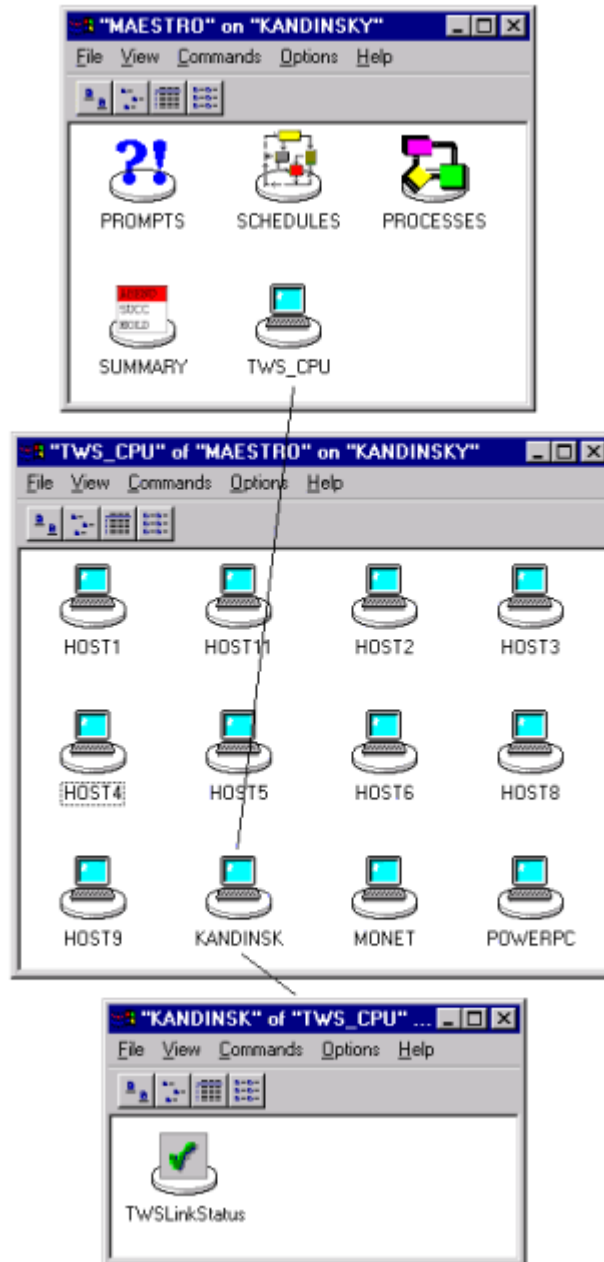 "MAESTRO" on "KANDINSKY"
File View Commands Options Help
PROMPTS SCHEDULES PROCESSES
?!
SUCC
HOLD
SUMMARY TWS_CPU
"TWS_CPU" of "MAESTRO" on "KANDINSKY"
File View Commands Options Help
HOST1 HOST11 HOST2 HOST3
HOST4 HOST5 HOST6 HOST8
HOST9 KANDINSK MONET POWERPC
"KANDINSK" of "TWS_CPU" ...
File View Commands Options Help
TWSLinkStatus